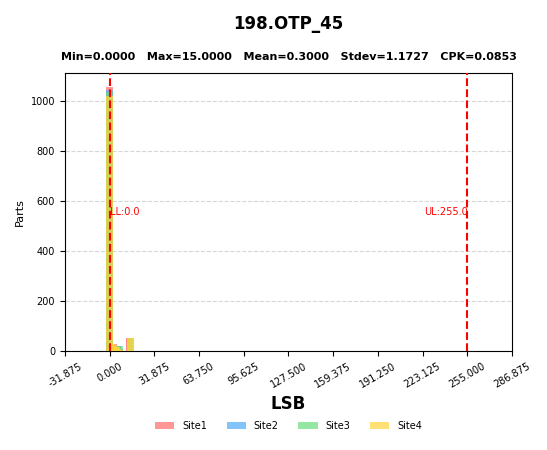 198.OTP_45
Min=0.0000 Max=15.0000 Mean=0.3000 Stdev=1.1727 CPK=0.0853
1000
800
600
400
200
0
Parts
LL:0.0
UL:255.0
-31.875
0.000
31.875
63.750
95.625
127.500
159.375
191.250
223.125
255.000
286.875
LSB
Site1 Site2 Site3 Site4